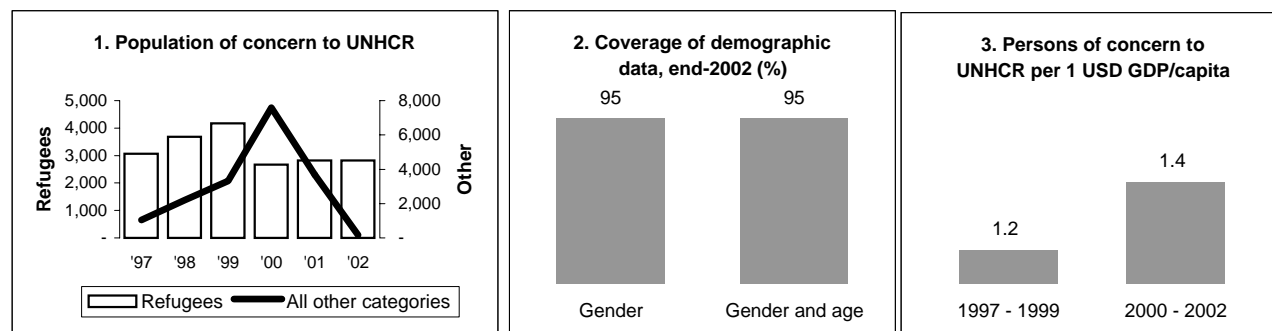 1. Population of concern to UNHCR
5,000
4,000
3,000
2,000
1,000
-
Refugees
8,000
6,000
4,000
2,000
-
Other
'97 '98 '99 '00 '01 '02
Refugees All other categories
2. Coverage of demographic
data, end-2002 (%)
95 95
Gender Gender and age
3. Persons of concern to
UNHCR per 1 USD GDP/capita
1.2
1.4
1997 - 1999 2000 - 2002